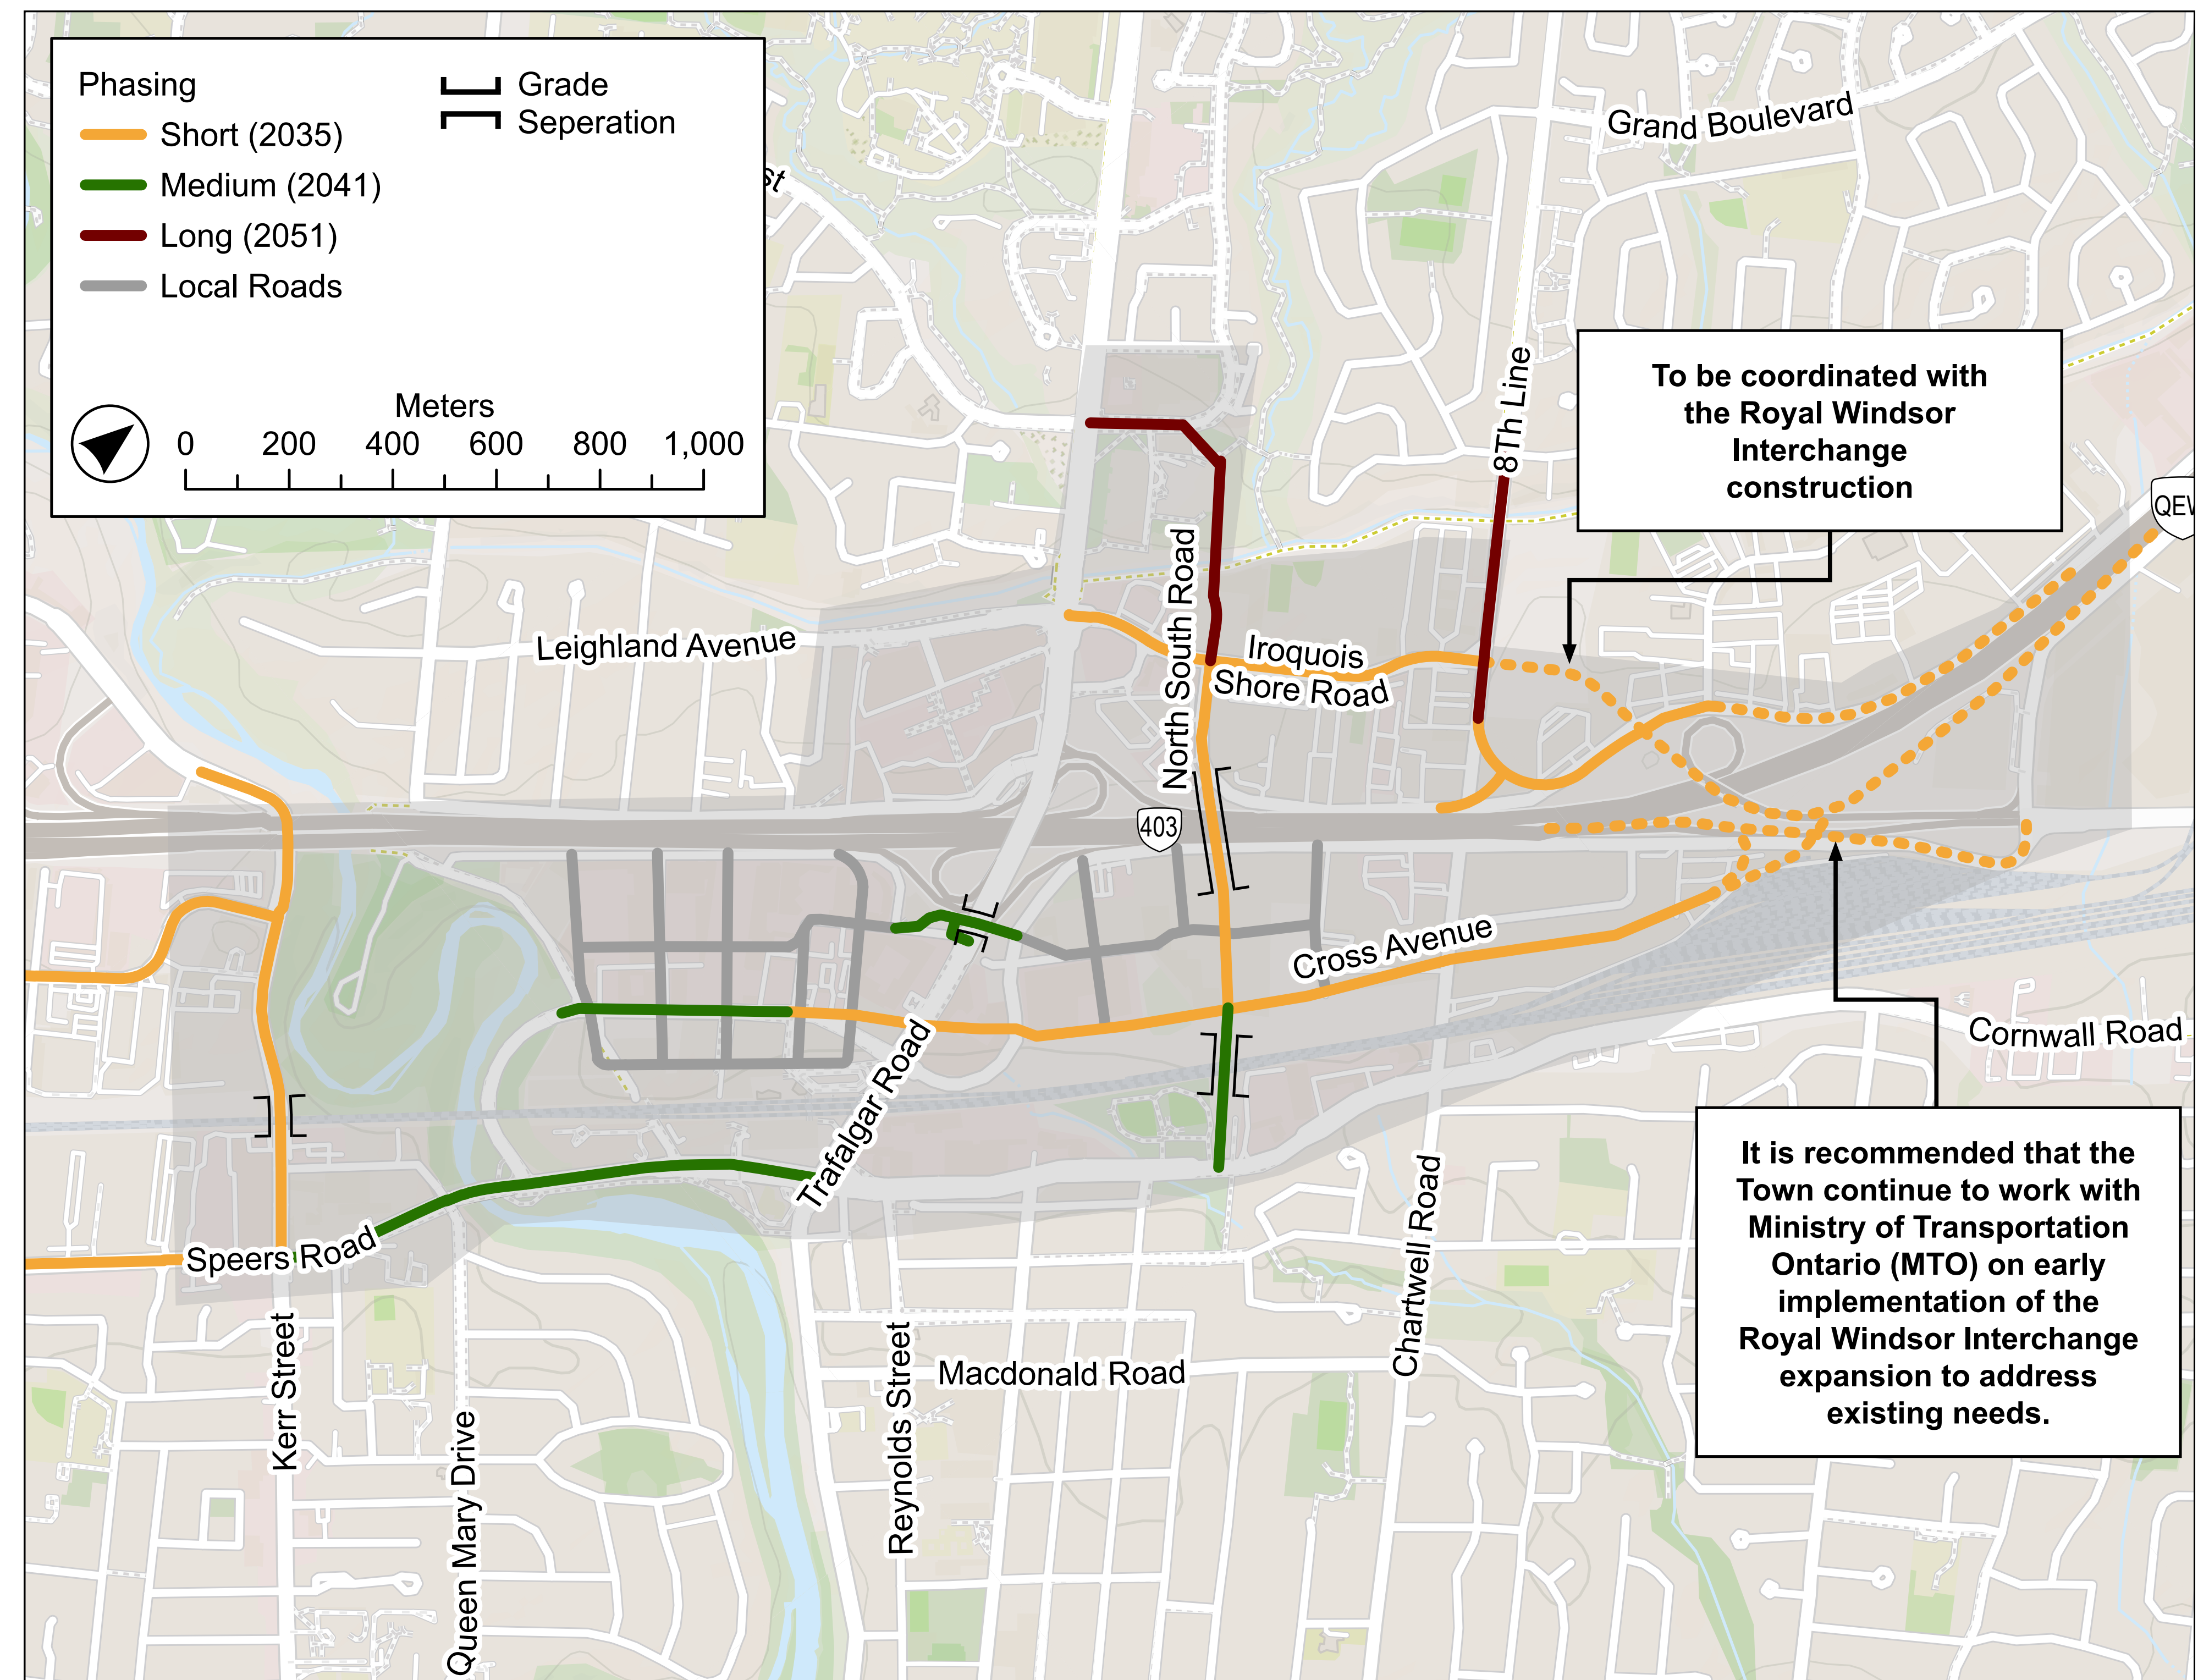 Phasing
Short (2035)
Medium (2041)
Long (2051)
Local Roads
Grade
Seperation
Meters
0 200 400 600 800 1,000
st
Grand Boulevard
8Th Line
To be coordinated with
the Royal Windsor
Interchange
construction
QEW
Leighland Avenue
North South Road
Iroquois
Shore Road
403
Cross Avenue
Trafalgar Road
Cornwall Road
Speers Road
Kerr Street
Queen Mary Drive
Reynolds Street
Macdonald Road
Chartwell Road
It is recommended that the
Town continue to work with
Ministry of Transportation
Ontario (MTO) on early
implementation of the
Royal Windsor Interchange
expansion to address
existing needs.